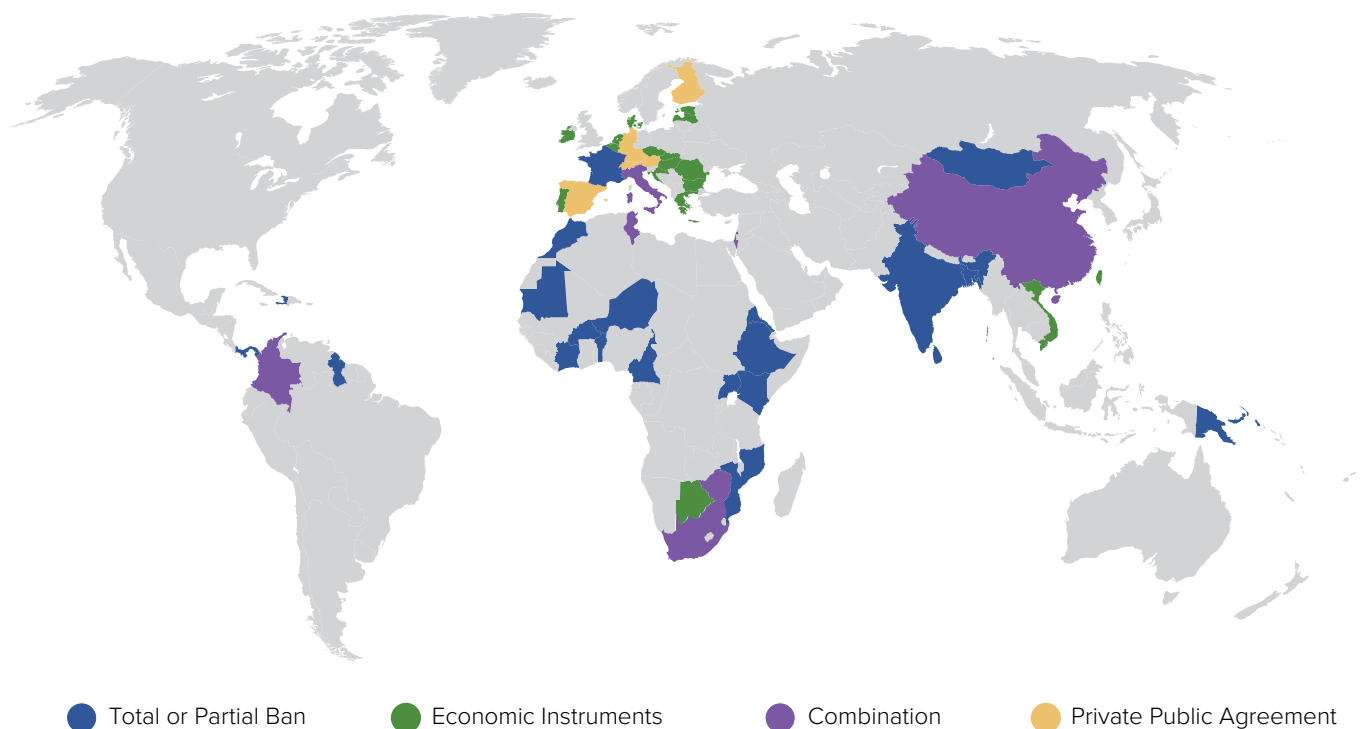 Total or Partial Ban
Economic Instruments
Combination
Private Public Agreement